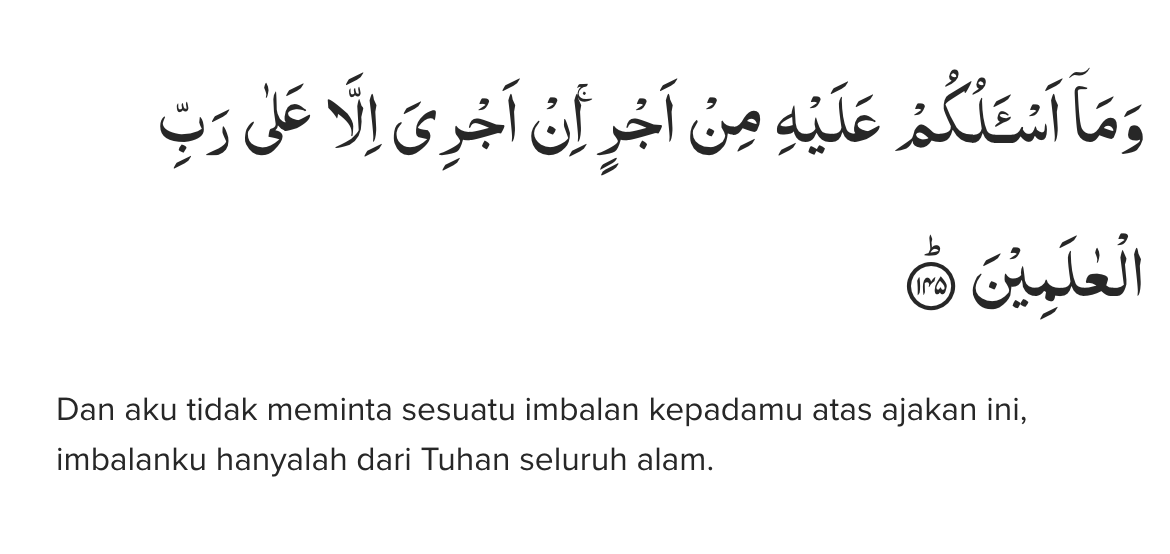 وَمَآ اَسْـَٔلُكُمْ عَلَيْهِ مِنْ اَجْرٍۚ اِنْ اَجْرِيَ اِلَّا عَلٰى رَبِّ
الْعٰلَمِيْنَ ۗ ۝١٤٥
Dan aku tidak meminta sesuatu imbalan kepadamu atas ajakan ini,
imbalanku hanyalah dari Tuhan seluruh alam.